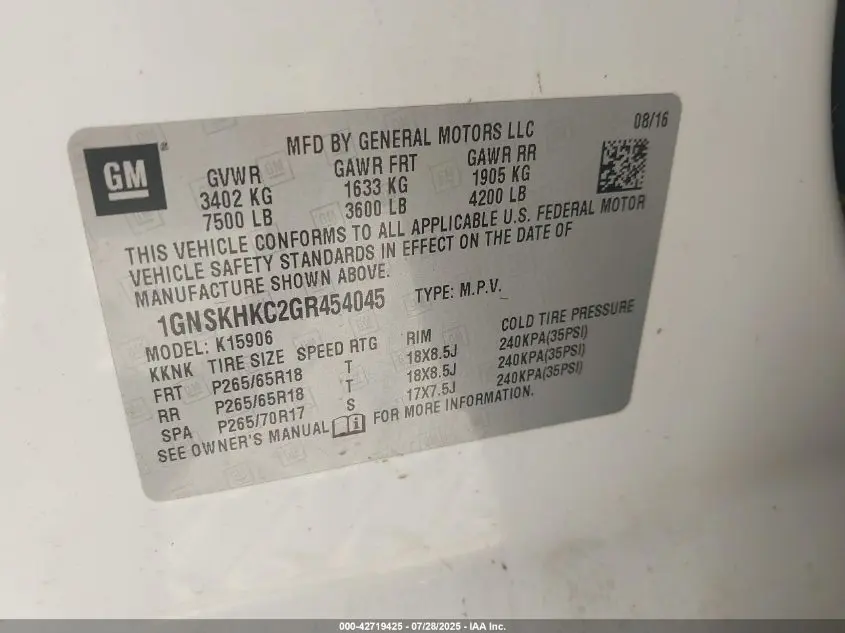 08/16
GM
MFD BY GENERAL MOTORS LLC
GVWR GAWR FRT GAWR RR
3402 KG 1633 KG 1905 KG
7500 LB 3600 LB 4200 LB
THIS VEHICLE CONFORMS TO ALL APPLICABLE U.S. FEDERAL MOTOR
VEHICLE SAFETY STANDARDS IN EFFECT ON THE DATE OF
MANUFACTURE SHOWN ABOVE.
1GNSKHKC2GR454045 TYPE: M.P.V.
MODEL: K15906
KKNK TIRE SIZE SPEED RTG RIM COLD TIRE PRESSURE
FRT P265/65R18 T 18X8.5J 240KPA(35PSI)
RR P265/65R18 T 18X8.5J 240KPA(35PSI)
SPA P265/70R17 S 17X7.5J 240KPA(35PSI)
SEE OWNER'S MANUAL i FOR MORE INFORMATION.
000-42719425 - 07/28/2025 - IAA Inc.